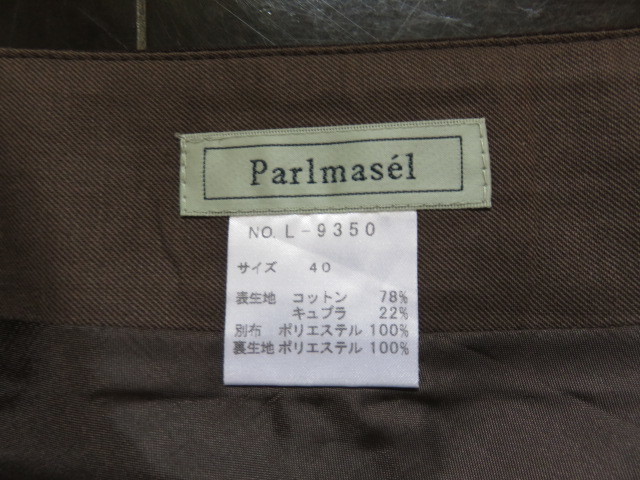 Parlmasél
NO. L-9350
サイズ 40
表生地 コットン 78%
キュプラ 22%
別布 ポリエステル 100%
裏生地 ポリエステル 100%